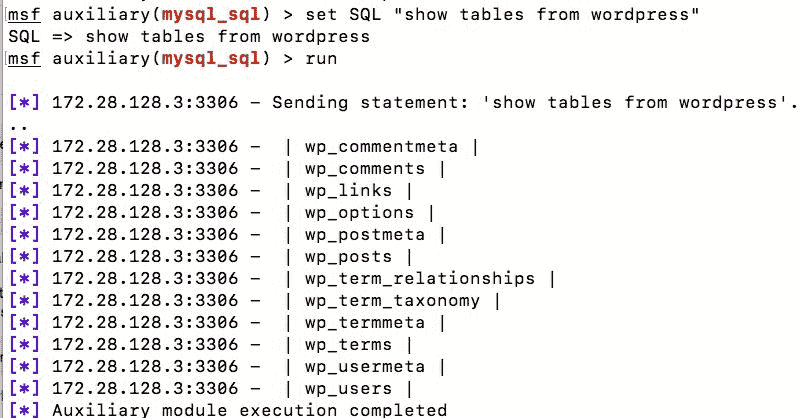 msf auxiliary(mysql_sql) > set SQL "show tables from wordpress"
SQL => show tables from wordpress
msf auxiliary(mysql_sql) > run
[*] 172.28.128.3:3306 - Sending statement: 'show tables from wordpress'.
..
[*] 172.28.128.3:3306 -  | wp_commentmeta |
[*] 172.28.128.3:3306 -  | wp_comments |
[*] 172.28.128.3:3306 -  | wp_links |
[*] 172.28.128.3:3306 -  | wp_options |
[*] 172.28.128.3:3306 -  | wp_postmeta |
[*] 172.28.128.3:3306 -  | wp_posts |
[*] 172.28.128.3:3306 -  | wp_term_relationships |
[*] 172.28.128.3:3306 -  | wp_term_taxonomy |
[*] 172.28.128.3:3306 -  | wp_termmeta |
[*] 172.28.128.3:3306 -  | wp_terms |
[*] 172.28.128.3:3306 -  | wp_usermeta |
[*] 172.28.128.3:3306 -  | wp_users |
[*] Auxiliary module execution completed